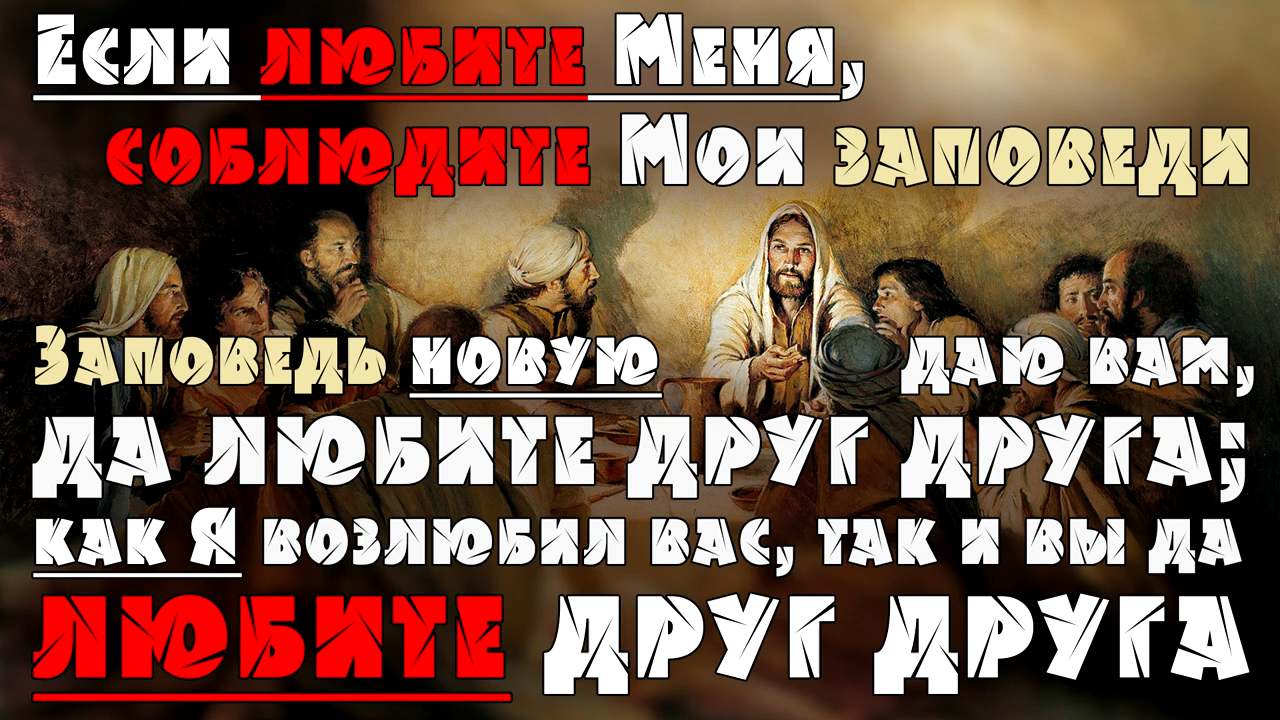 Если любите Меня,
соблюдите Мои заповеди
Заповедь новую даю вам,
ДА ЛЮБИТЕ ДРУГ ДРУГА;
как Я возлюбил вас, так и вы да
ЛЮБИТЕ ДРУГ ДРУГА